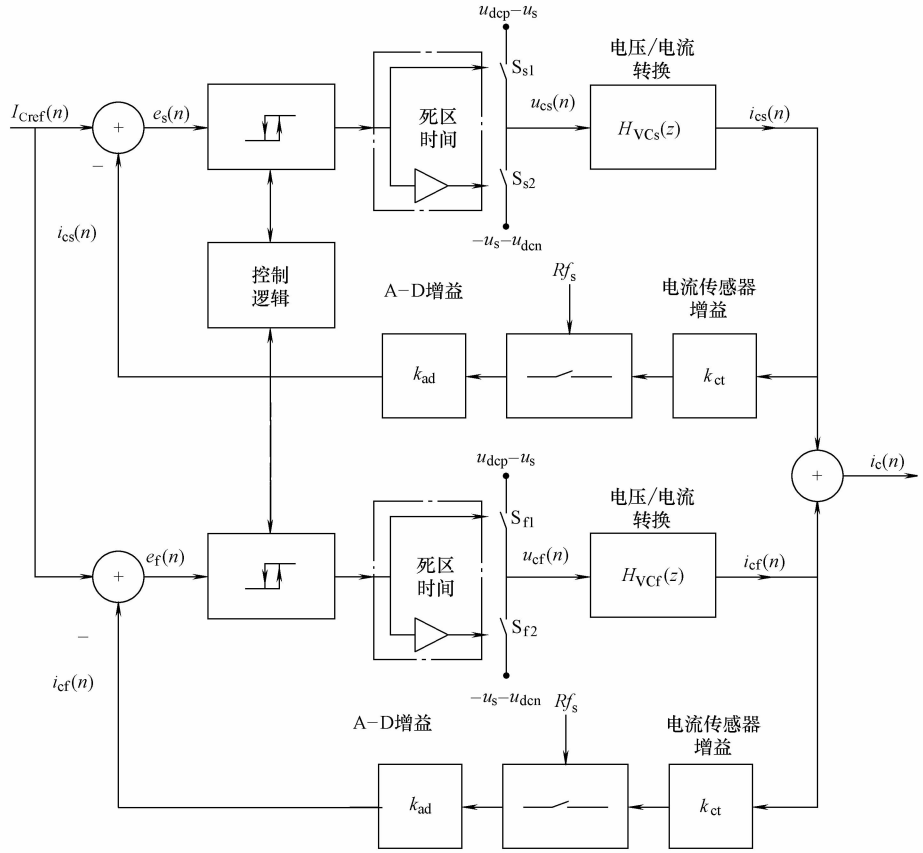 u_dcp−u_s
电压/电流
转换
S_s1
I_Cref(n)
+
e_s(n)
死区
时间
u_cs(n)
H_VCs(z)
i_cs(n)
−
S_s2
i_cs(n)
−u_s−u_dcn
控制
逻辑
A−D增益
Rf_s
电流传感器
增益
k_ad
k_ct
u_dcp−u_s
+
i_c(n)
电压/电流
转换
S_f1
+
e_f(n)
死区
时间
u_cf(n)
H_VCf(z)
i_cf(n)
−
S_f2
i_cf(n)
−u_s−u_dcn
A−D增益
Rf_s
电流传感器
增益
k_ad
k_ct